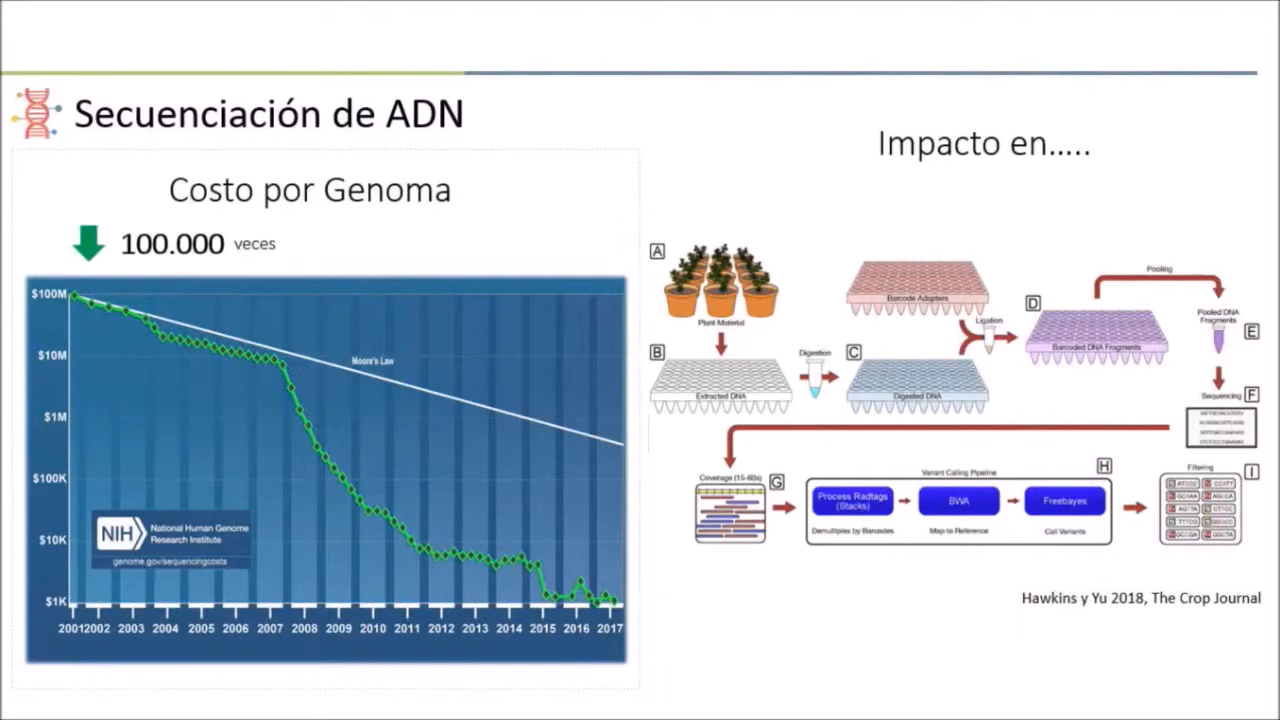 Secuenciación de ADN
Costo por Genoma
100.000 veces
$100M
$10M
$1M
$100K
$10K
$1K
Moore's Law
NIH
National Human Genome
Research Institute
genome.gov/sequencingcosts
2001 2002 2003 2004 2005 2006 2007 2008 2009 2010 2011 2012 2013 2014 2015 2016 2017
Impacto en.....
A
Plant Material
B
Extracted DNA
Digestion
C
Digested DNA
Barcode Adapters
Ligation
D
Barcoded DNA Fragments
Pooling
Pooled DNA
Fragments
E
Sequencing
F
Coverage (15-60x)
G
Variant Calling Pipeline
H
Process Radtags
(Stacks)
BWA
Freebayes
Demultiplex by Barcodes
Map to Reference
Call Variants
Filtering
I
Hawkins y Yu 2018, The Crop Journal